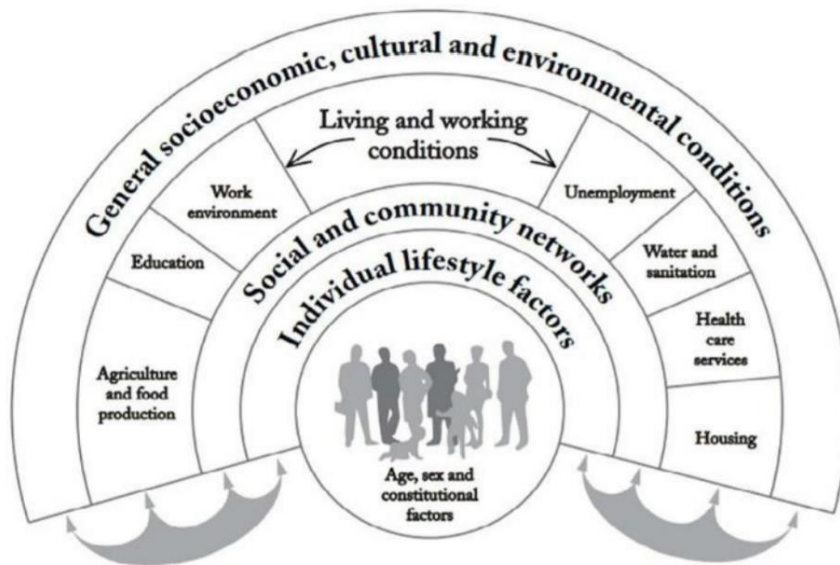 General socioeconomic, cultural and environmental conditions
Living and working
conditions
Work
environment
Unemployment
Education
Water and
sanitation
Agriculture
and food
production
Health
care
services
Housing
Social and community networks
Individual lifestyle factors
Age, sex and
constitutional
factors